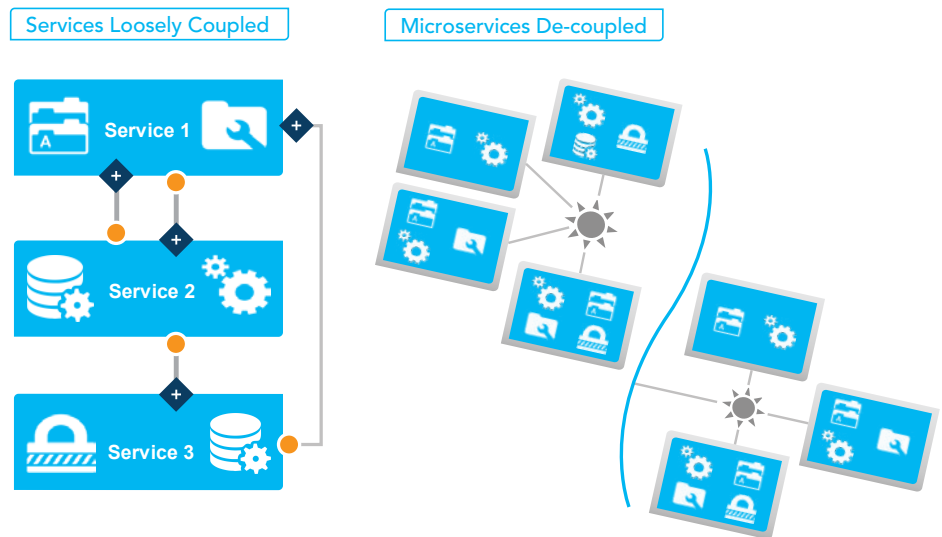 Services Loosely Coupled
Microservices De-coupled
Service 1
A
Service 2
Service 3
A
A
A
A
A
A